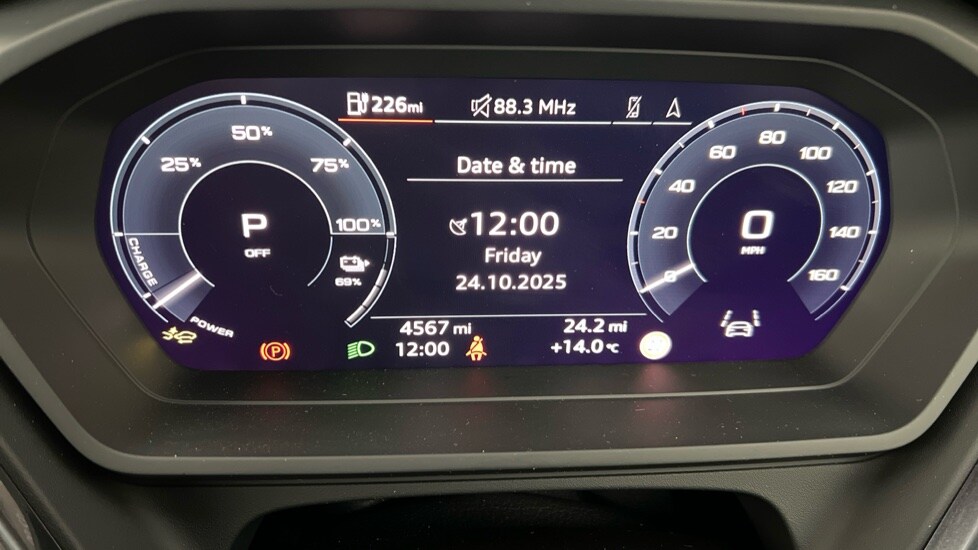 226mi
88.3 MHz
Date & time
12:00
Friday
24.10.2025
4567 mi
12:00
24.2 mi
+14.0 °C
25%
50%
75%
100%
P
OFF
69%
CHARGE
POWER
P
0
20
40
60
80
100
120
140
160
0
MPH